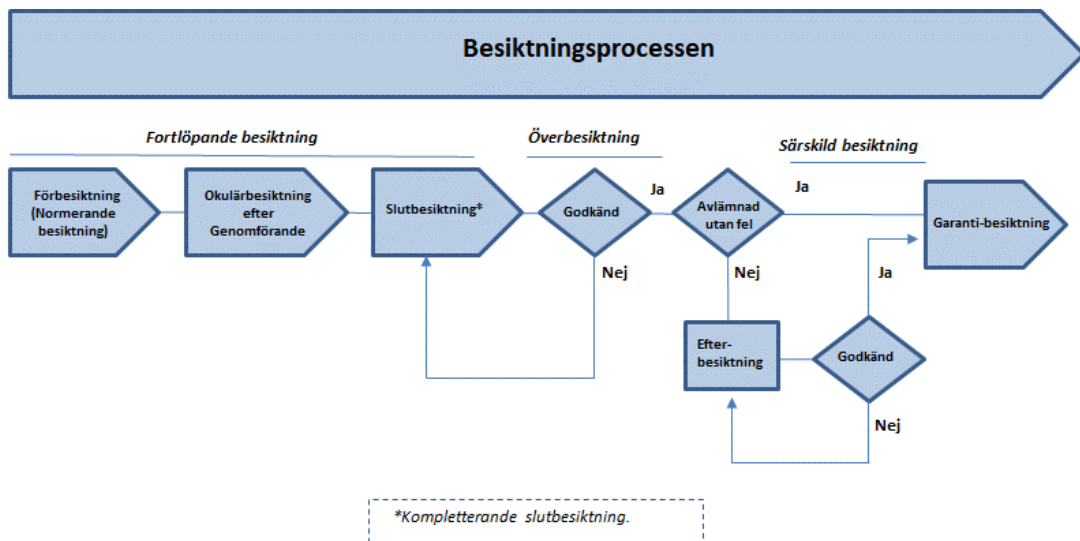 Besiktningsprocessen
Fortlöpande besiktning
Överbesiktning
Särskild besiktning
Förbesiktning
(Normerande
besiktning)
Okulärbesiktning
efter
Genomförande
Slutbesiktning*
Godkänd
Ja
Nej
Avlämnad
utan fel
Ja
Nej
Garanti-besiktning
Efter-
besiktning
Godkänd
Ja
Nej
*Kompletterande slutbesiktning.